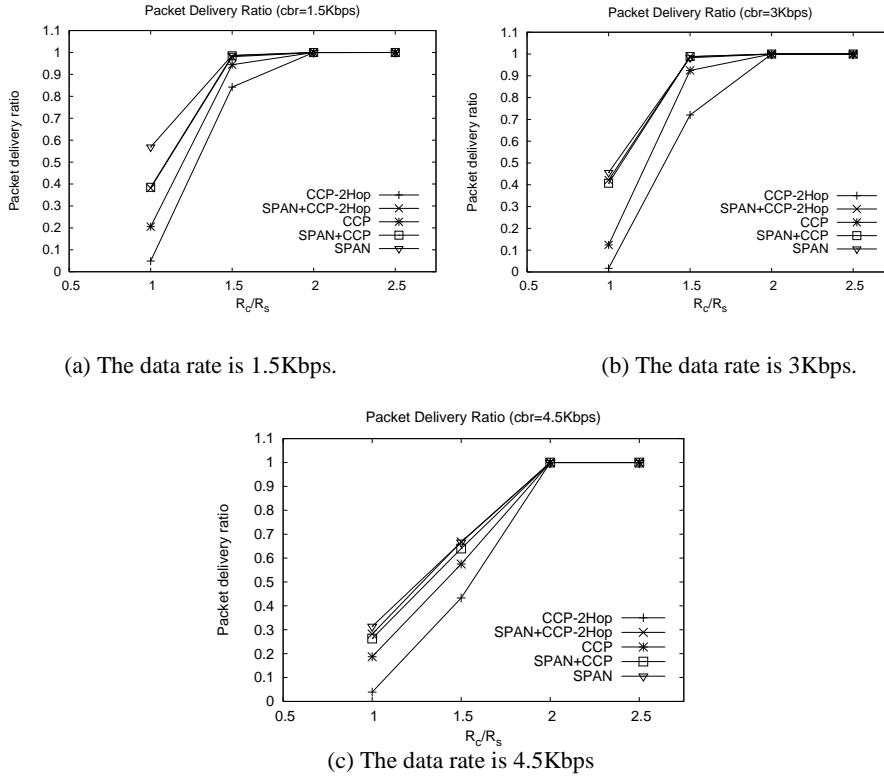 Packet Delivery Ratio (cbr=1.5Kbps)
1.1
1
0.9
0.8
0.7
0.6
0.5
0.4
0.3
0.2
0.1
0
Packet delivery ratio
CCP-2Hop
SPAN+CCP-2Hop
CCP
SPAN+CCP
SPAN
0.5 1 1.5 2 2.5
R_c/R_s
(a) The data rate is 1.5Kbps.
Packet Delivery Ratio (cbr=3Kbps)
1.1
1
0.9
0.8
0.7
0.6
0.5
0.4
0.3
0.2
0.1
0
Packet delivery ratio
CCP-2Hop
SPAN+CCP-2Hop
CCP
SPAN+CCP
SPAN
0.5 1 1.5 2 2.5
R_c/R_s
(b) The data rate is 3Kbps.
Packet Delivery Ratio (cbr=4.5Kbps)
1.1
1
0.9
0.8
0.7
0.6
0.5
0.4
0.3
0.2
0.1
0
Packet delivery ratio
CCP-2Hop
SPAN+CCP-2Hop
CCP
SPAN+CCP
SPAN
0.5 1 1.5 2 2.5
R_c/R_s
(c) The data rate is 4.5Kbps